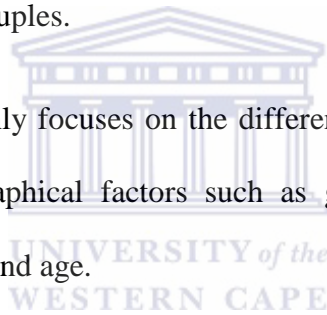 uples.
ly focuses on the differen
aphical factors such as
UNIVERSITY of the
nd age.
WESTERN CAPE